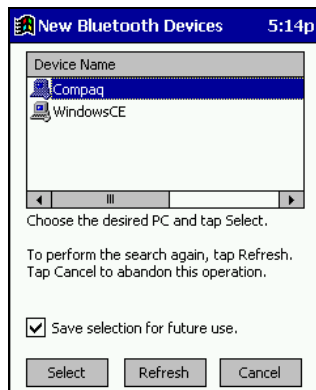 New Bluetooth Devices 5:14p
Device Name
Compaq
WindowsCE
Choose the desired PC and tap Select.
To perform the search again, tap Refresh.
Tap Cancel to abandon this operation.
Save selection for future use.
Select Refresh Cancel